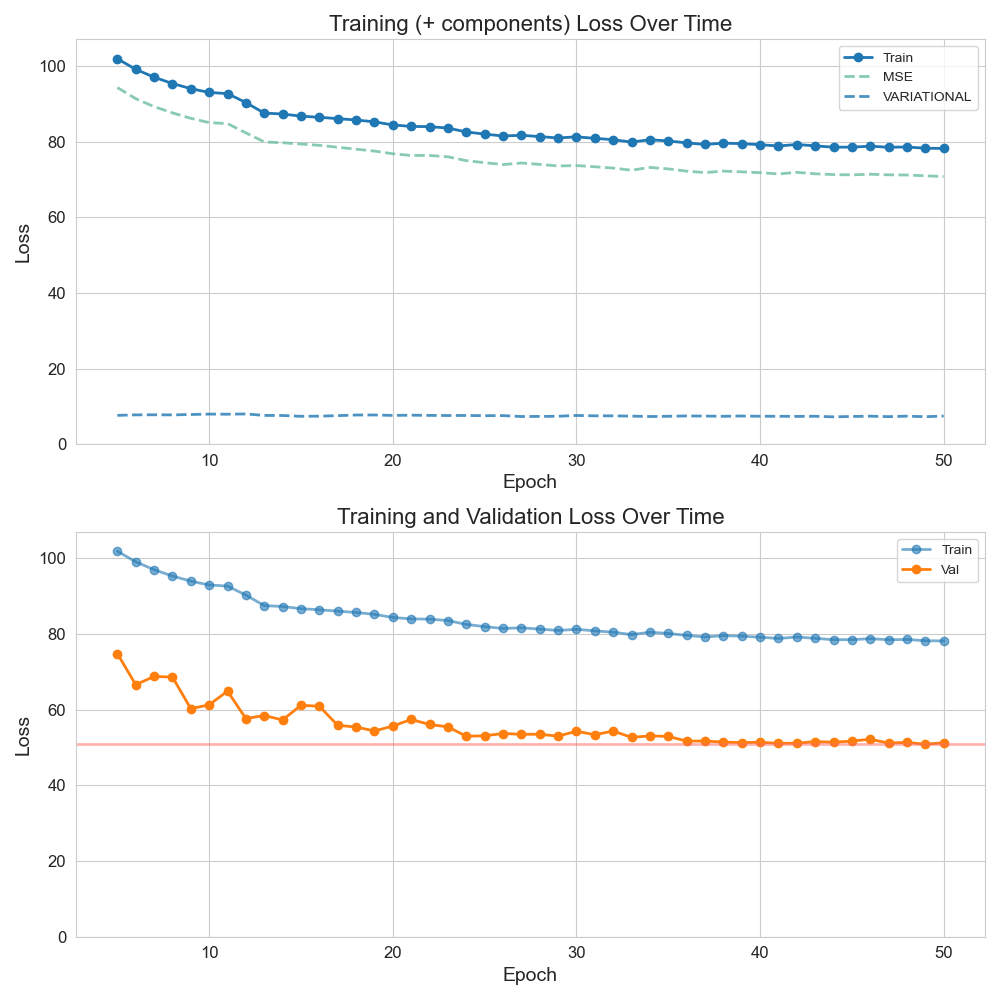 Training (+ components) Loss Over Time
Train
MSE
VARIATIONAL
Loss
100
80
60
40
20
0
10 20 30 40 50
Epoch
Training and Validation Loss Over Time
Train
Val
Loss
100
80
60
40
20
0
10 20 30 40 50
Epoch